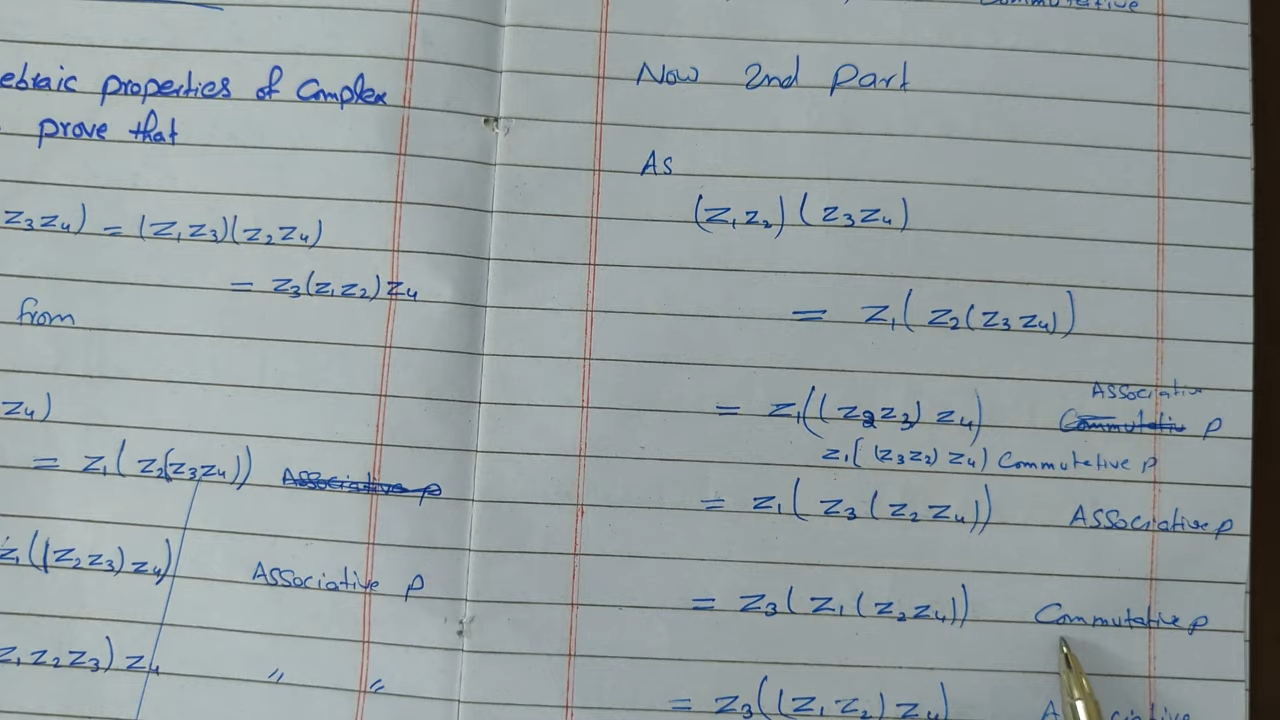 ebraic properties of Complex
prove that
z₃z₄) = (z₁z₃)(z₂z₄)
= z₃(z₁z₂)z₄
from
z₄)
= z₁(z₂(z₃z₄)) Associative p
z₁((z₂z₃)z₄) Associative p
z₁z₂z₃)z₄ " "
Commutative
Now 2nd Part
As
(z₁z₂)(z₃z₄)
= z₁(z₂(z₃z₄))
Associative
= z₁((z₂z₃)z₄) Commutative P
z₁((z₃z₂)z₄) Commutative P
= z₁(z₃(z₂z₄)) Associative p
= z₃(z₁(z₂z₄)) Commutative p
= z₃((z₁z₂)z₄)